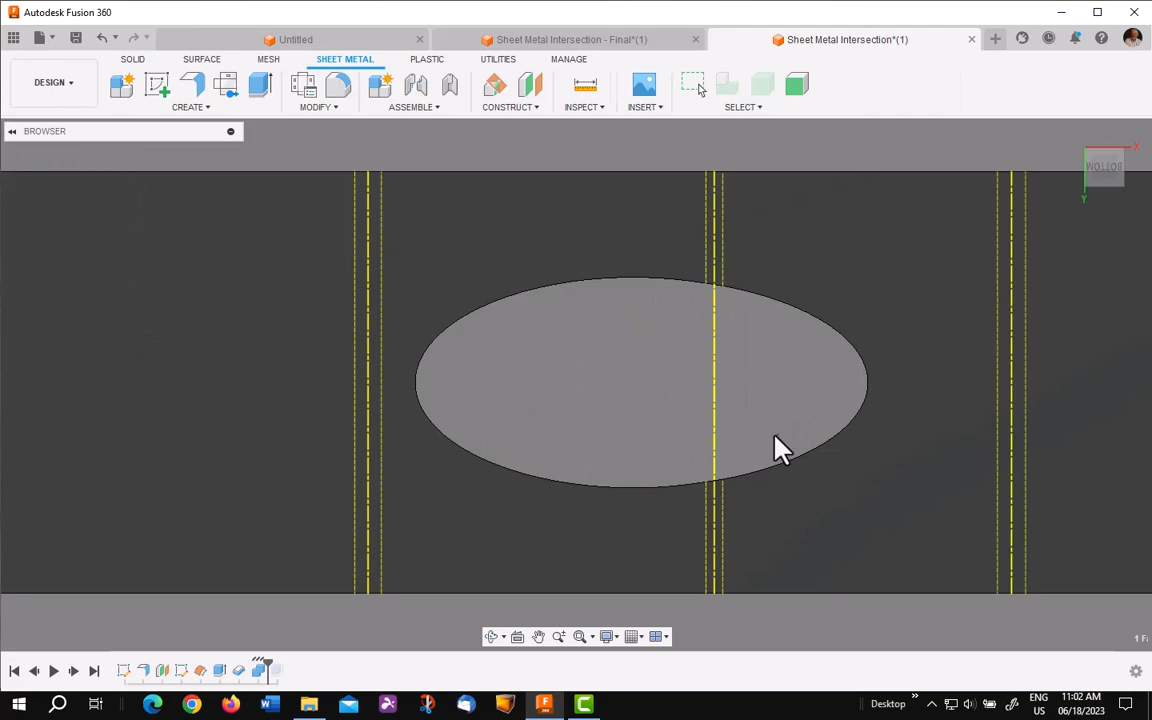 Autodesk Fusion 360
Untitled
Sheet Metal Intersection - Final*(1)
Sheet Metal Intersection*(1)
DESIGN
SOLID
SURFACE
MESH
SHEET METAL
PLASTIC
UTILITIES
MANAGE
CREATE
MODIFY
ASSEMBLE
CONSTRUCT
INSPECT
INSERT
SELECT
BROWSER
X
BOTTOM
Y
1 Fi
Desktop
ENG
US
11:02 AM
06/18/2023